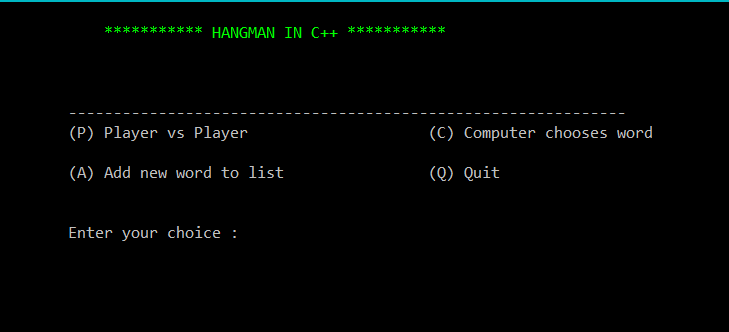 *********** HANGMAN IN C++ ***********
--------------------------------------------------------------
(P) Player vs Player (C) Computer chooses word
(A) Add new word to list (Q) Quit
Enter your choice :